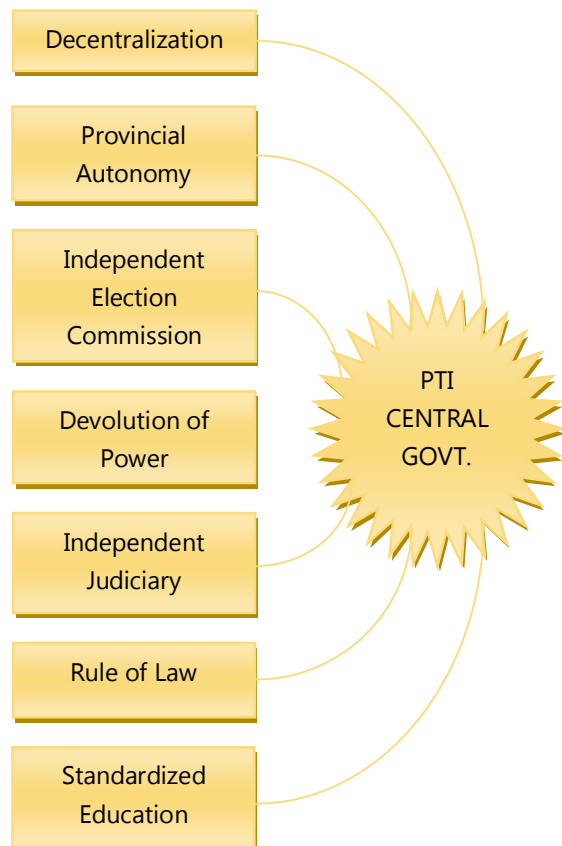 Decentralization
Provincial
Autonomy
Independent
Election
Commission
Devolution of
Power
Independent
Judiciary
Rule of Law
Standardized
Education
PTI
CENTRAL
GOVT.